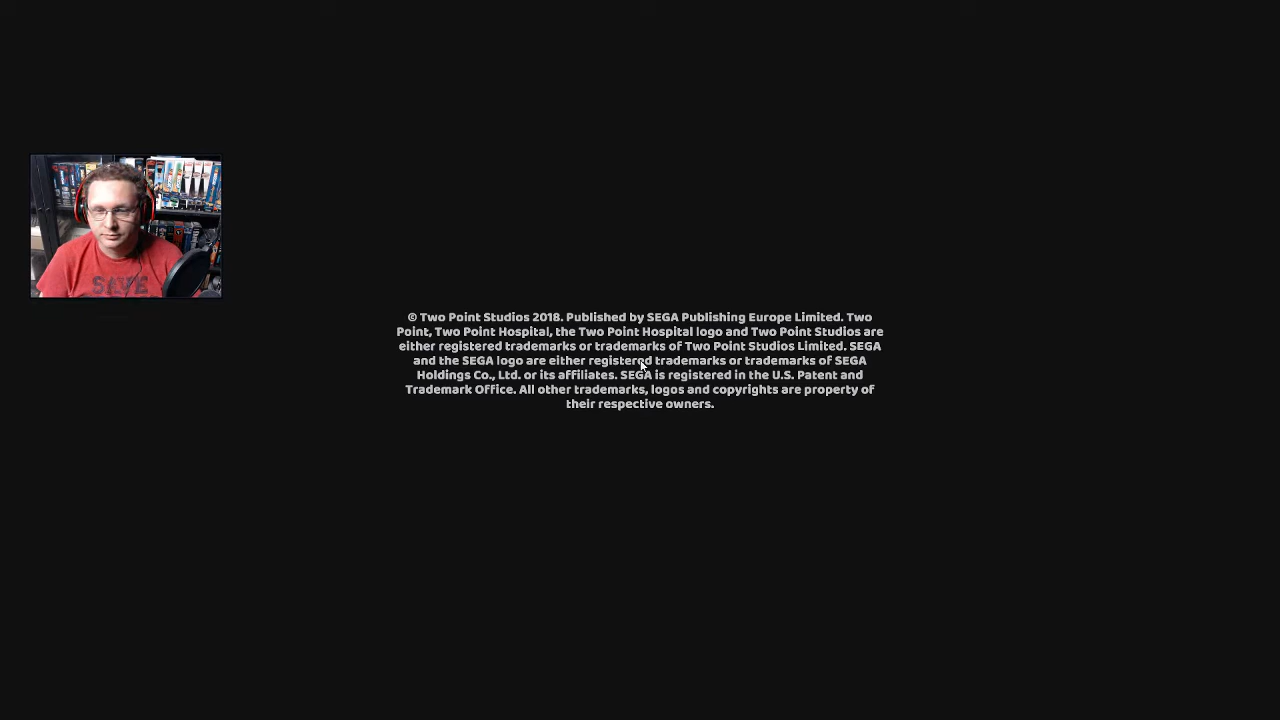 SAVE
© Two Point Studios 2018. Published by SEGA Publishing Europe Limited. Two
Point, Two Point Hospital, the Two Point Hospital logo and Two Point Studios are
either registered trademarks or trademarks of Two Point Studios Limited. SEGA
and the SEGA logo are either registered trademarks or trademarks of SEGA
Holdings Co., Ltd. or its affiliates. SEGA is registered in the U.S. Patent and
Trademark Office. All other trademarks, logos and copyrights are property of
their respective owners.